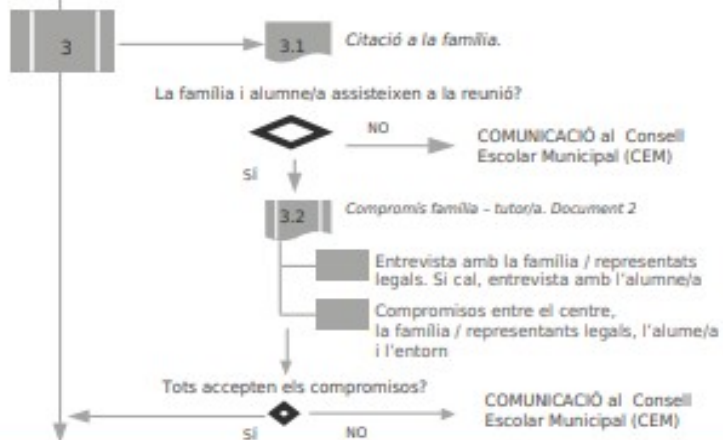 3
3.1
Citació a la família.
La família i alumne/a assisteixen a la reunió?
NO
COMUNICACIÓ al Consell
Escolar Municipal (CEM)
SÍ
3.2
Compromís família – tutor/a. Document 2
Entrevista amb la família / representats
legals. Si cal, entrevista amb l'alumne/a
Compromisos entre el centre,
la família / representants legals, l'alume/a
i l'entorn
Tots accepten els compromisos?
COMUNICACIÓ al Consell
Escolar Municipal (CEM)
SÍ
NO